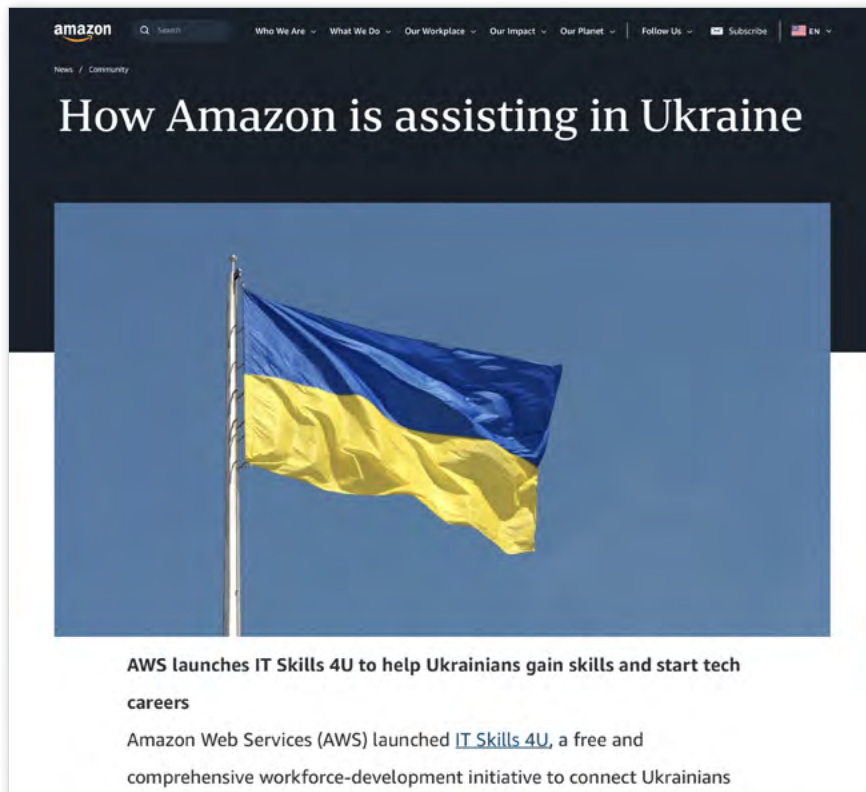 amazon Search Who We Are What We Do Our Workplace Our Impact Our Planet Follow Us Subscribe EN
News / Community
How Amazon is assisting in Ukraine
AWS launches IT Skills 4U to help Ukrainians gain skills and start tech
careers
Amazon Web Services (AWS) launched IT Skills 4U, a free and
comprehensive workforce-development initiative to connect Ukrainians